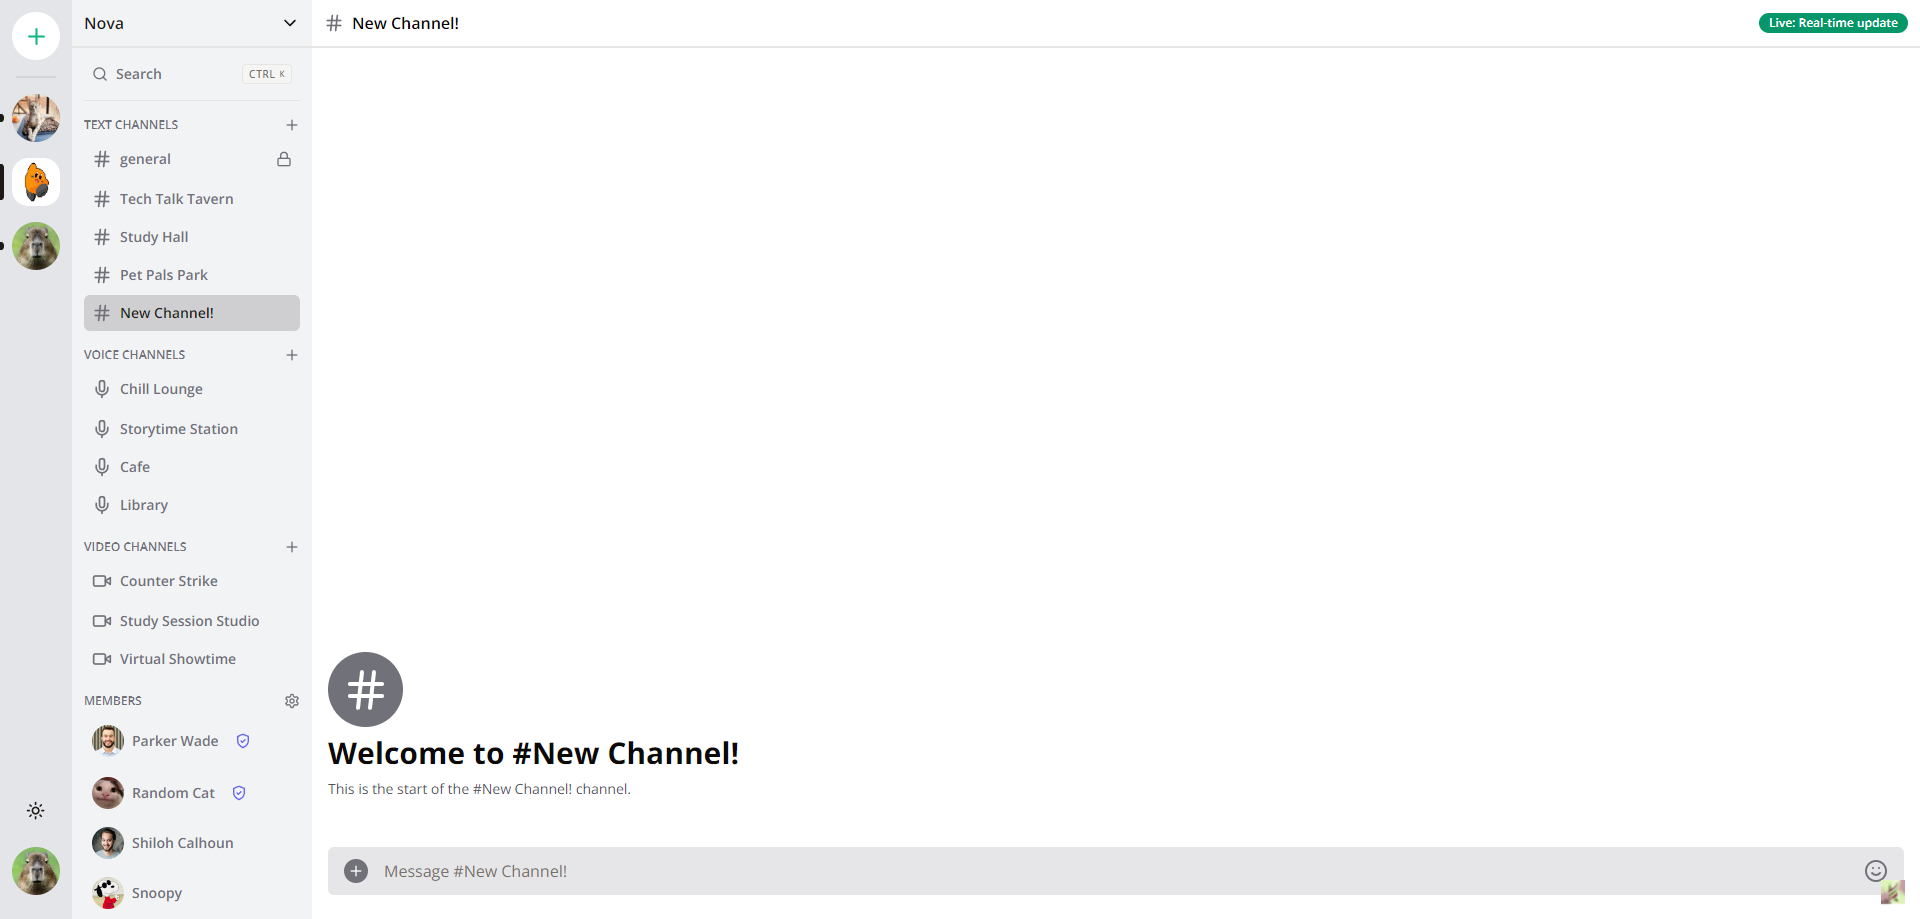 Nova
# New Channel!
Live: Real-time update
Search
CTRL K
TEXT CHANNELS
general
Tech Talk Tavern
Study Hall
Pet Pals Park
New Channel!
VOICE CHANNELS
Chill Lounge
Storytime Station
Cafe
Library
VIDEO CHANNELS
Counter Strike
Study Session Studio
Virtual Showtime
MEMBERS
Parker Wade
Random Cat
Shiloh Calhoun
Snoopy
Welcome to #New Channel!
This is the start of the #New Channel! channel.
Message #New Channel!